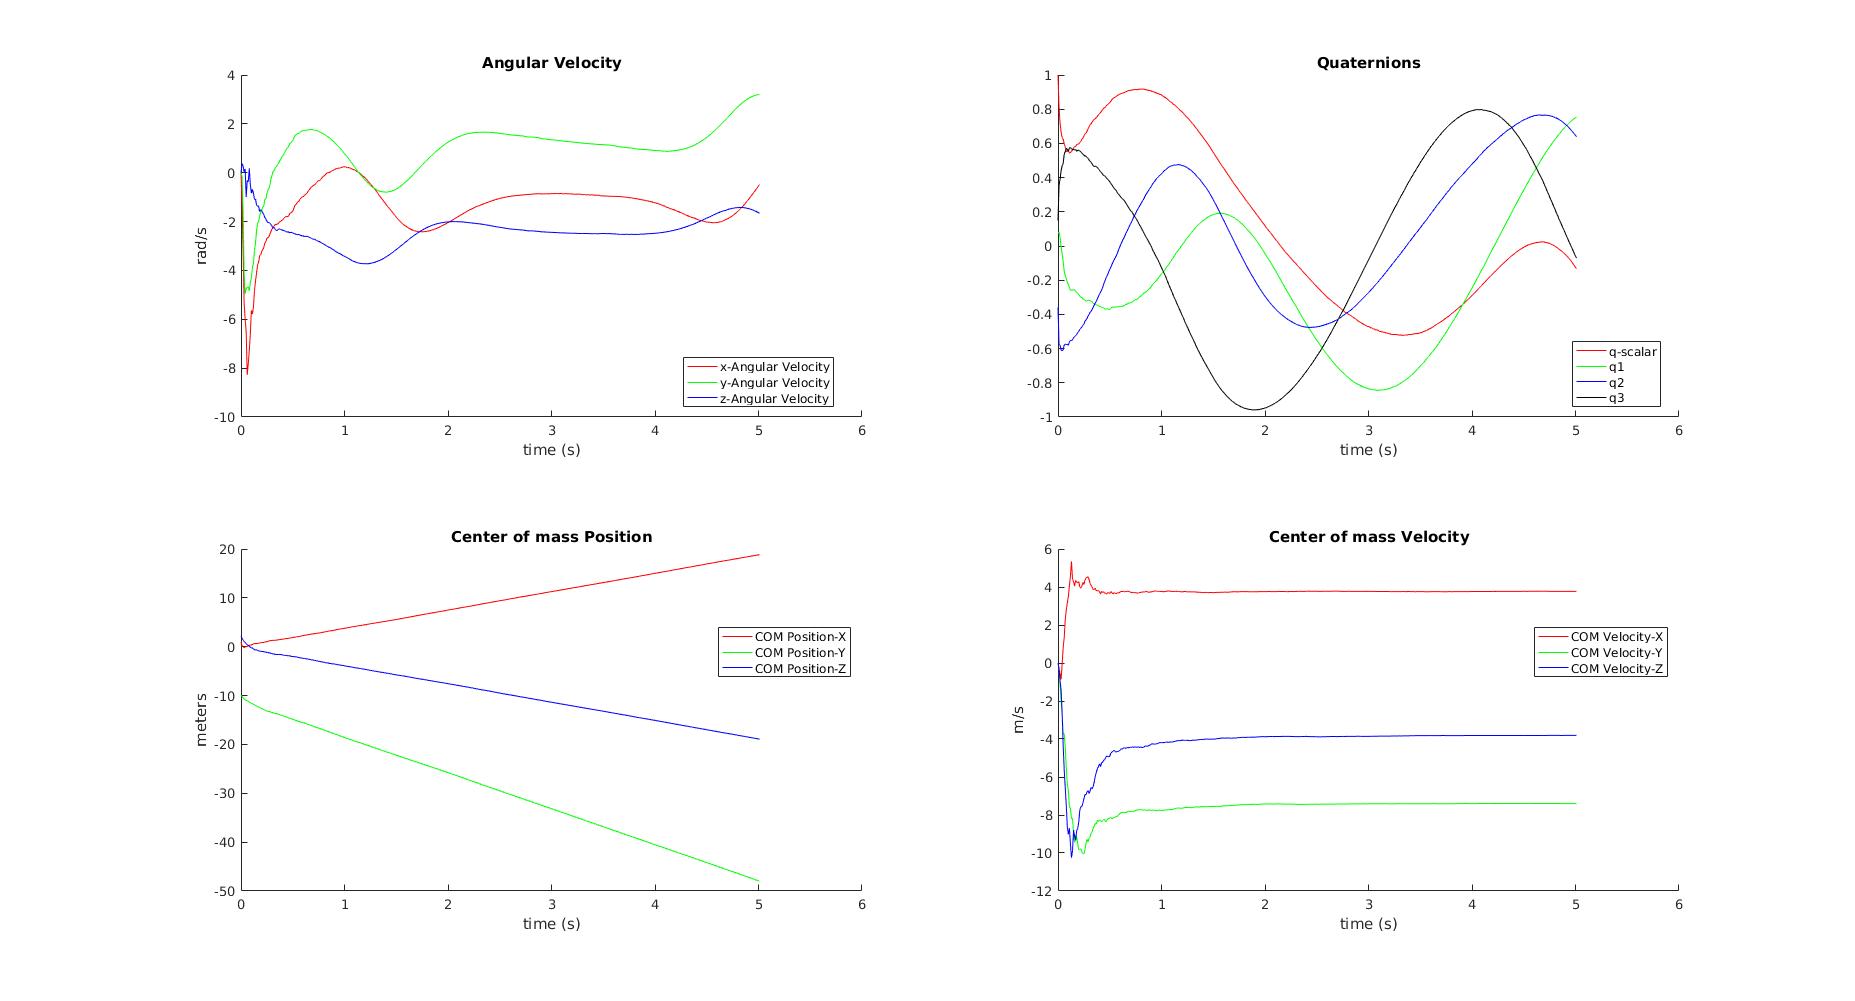 Angular Velocity
4
2
0
-2
-4
-6
-8
-10
rad/s
0 1 2 3 4 5 6
time (s)
x-Angular Velocity
y-Angular Velocity
z-Angular Velocity
Quaternions
1
0.8
0.6
0.4
0.2
0
-0.2
-0.4
-0.6
-0.8
-1
0 1 2 3 4 5 6
time (s)
q-scalar
q1
q2
q3
Center of mass Position
20
10
0
-10
-20
-30
-40
-50
meters
0 1 2 3 4 5 6
time (s)
COM Position-X
COM Position-Y
COM Position-Z
Center of mass Velocity
6
4
2
0
-2
-4
-6
-8
-10
-12
m/s
0 1 2 3 4 5 6
time (s)
COM Velocity-X
COM Velocity-Y
COM Velocity-Z